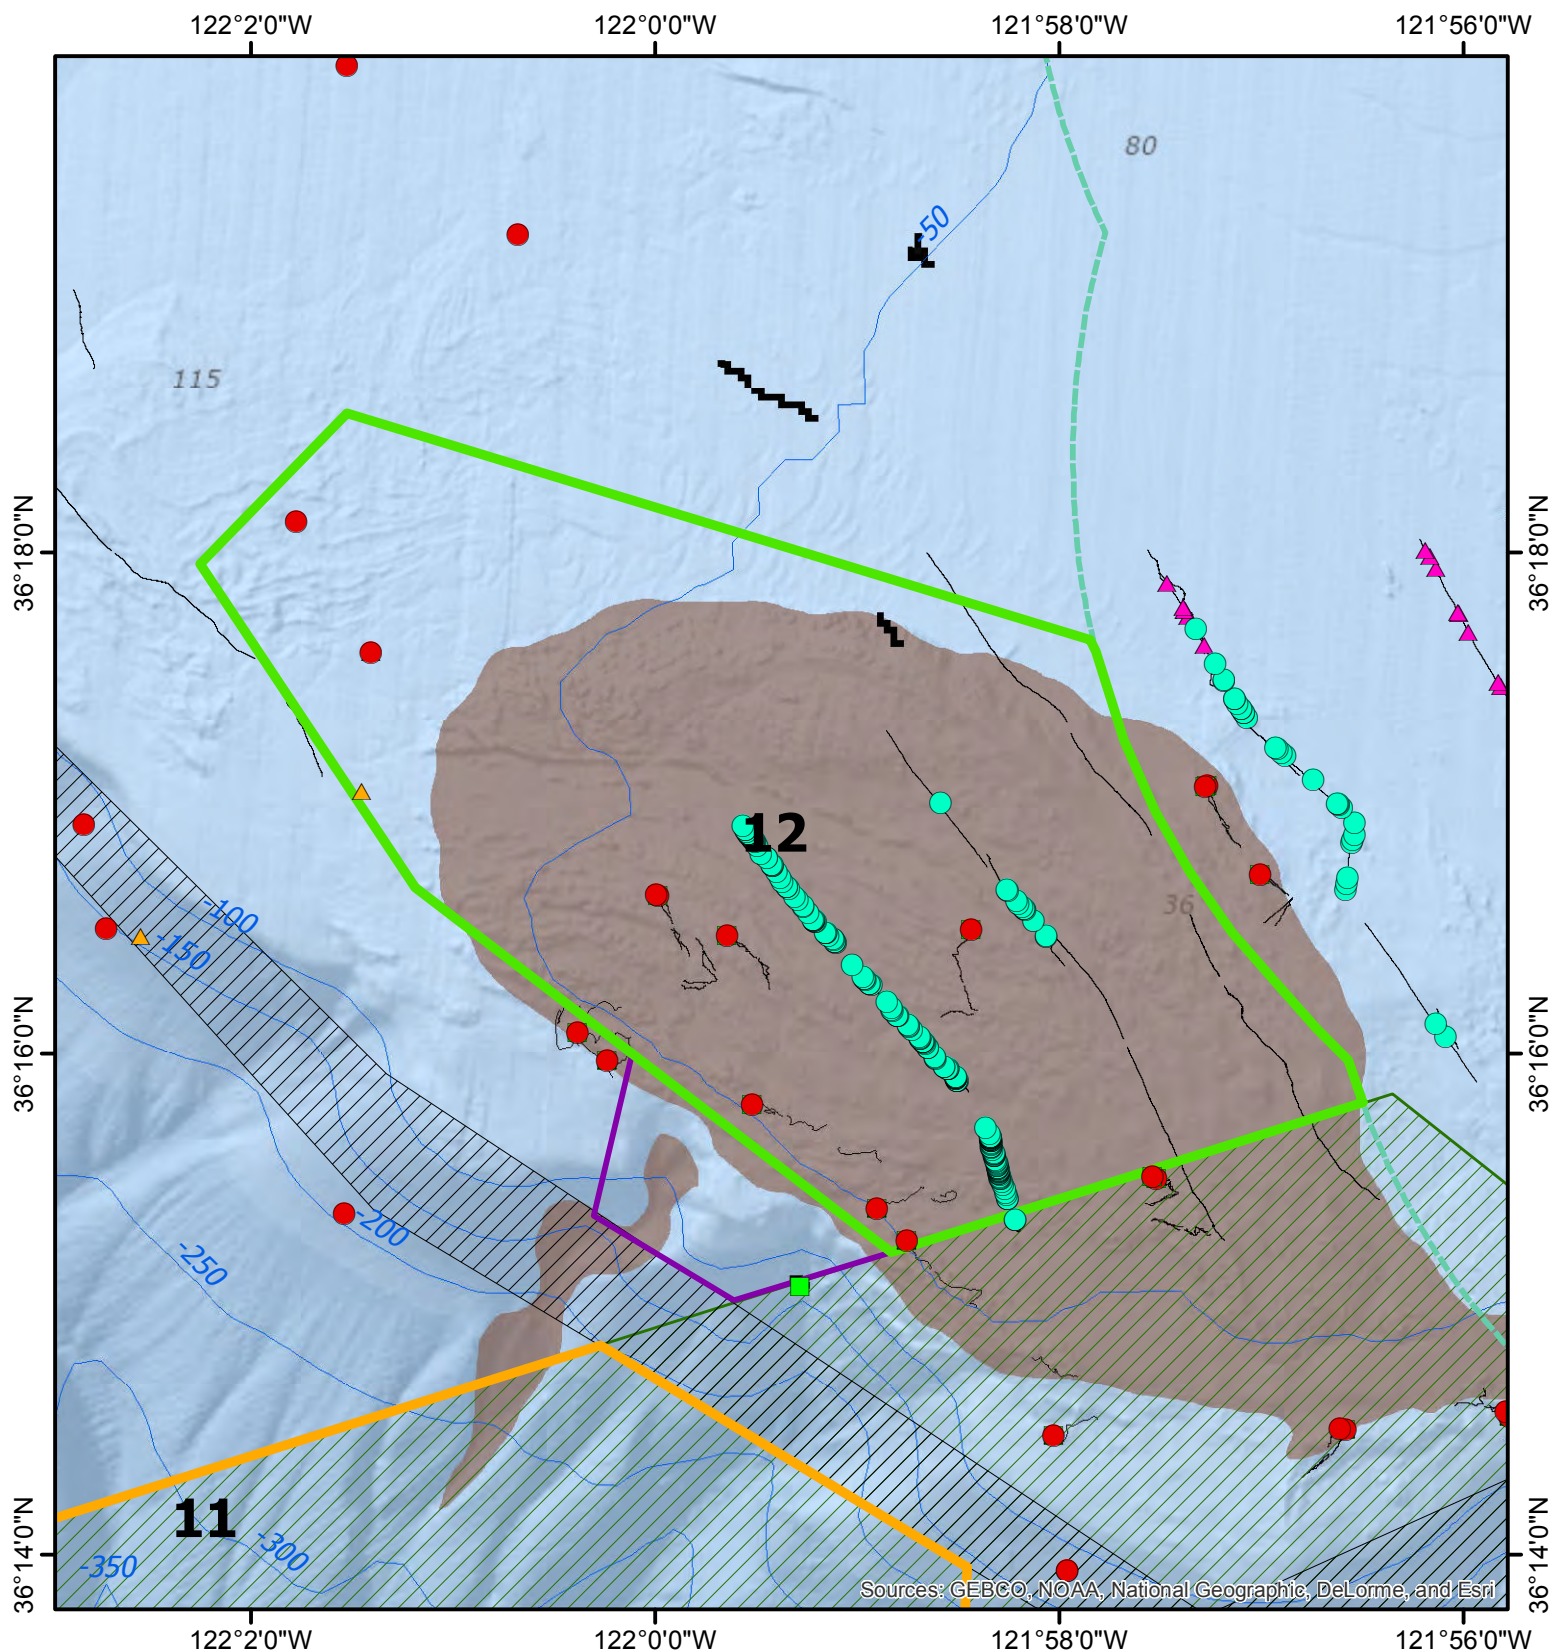 122°2'0"W 122°0'0"W 121°58'0"W 121°56'0"W
80
-50
115
36°18'0"N 36°18'0"N
12
36
-100
-150
36°16'0"N 36°16'0"N
-200
-250
11
-300
-350
36°14'0"N 36°14'0"N
Sources: GEBCO, NOAA, National Geographic, DeLorme, and Esri
122°2'0"W 122°0'0"W 121°58'0"W 121°56'0"W